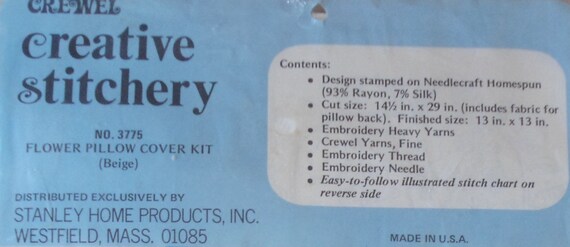 CREWEL
creative
stitchery
NO. 3775
FLOWER PILLOW COVER KIT
(Beige)
DISTRIBUTED EXCLUSIVELY BY
STANLEY HOME PRODUCTS, INC.
WESTFIELD, MASS. 01085
Contents:
• Design stamped on Needlecraft Homespun
(93% Rayon, 7% Silk)
• Cut size: 14½ in. x 29 in. (includes fabric for
pillow back). Finished size: 13 in. x 13 in.
• Embroidery Heavy Yarns
• Crewel Yarns, Fine
• Embroidery Thread
• Embroidery Needle
• Easy-to-follow illustrated stitch chart on
reverse side
MADE IN U.S.A.